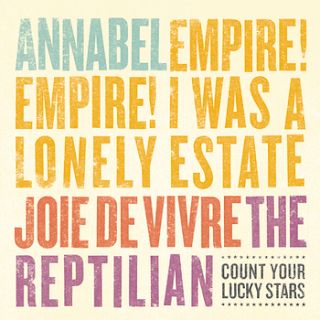 ANNABEL EMPIRE!
EMPIRE! I WAS A
LONELY ESTATE
JOIE DE VIVRE THE
REPTILIAN
COUNT YOUR
LUCKY STARS